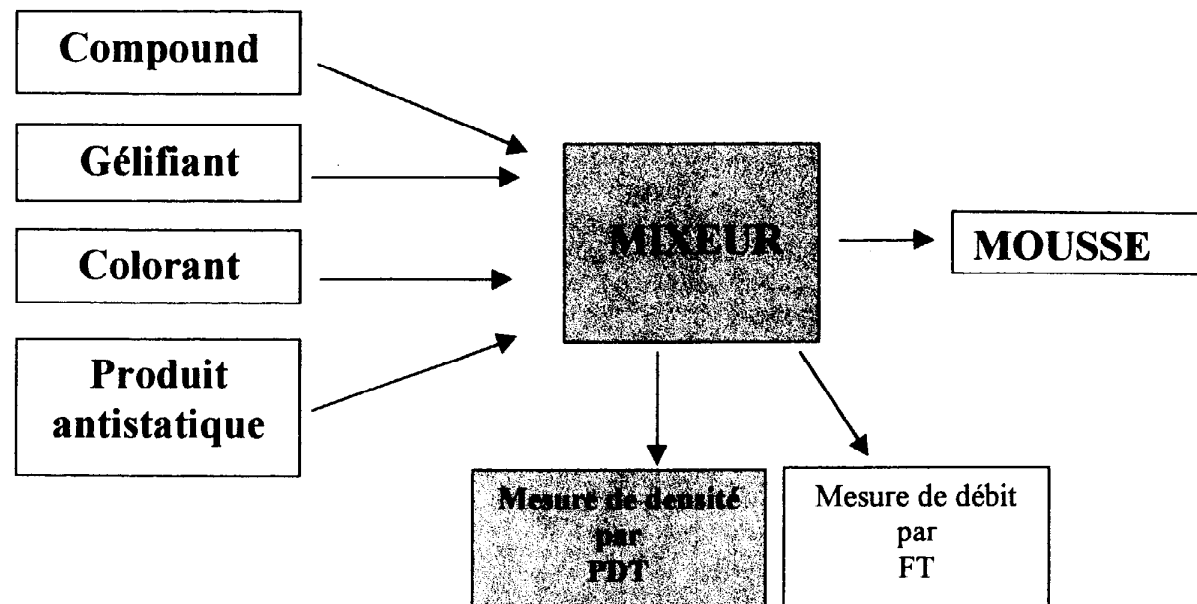 Compound
Gélifiant
Colorant
Produit
antistatique
MIXEUR
MOUSSE
Mesure de densité
par
PDT
Mesure de débit
par
FT